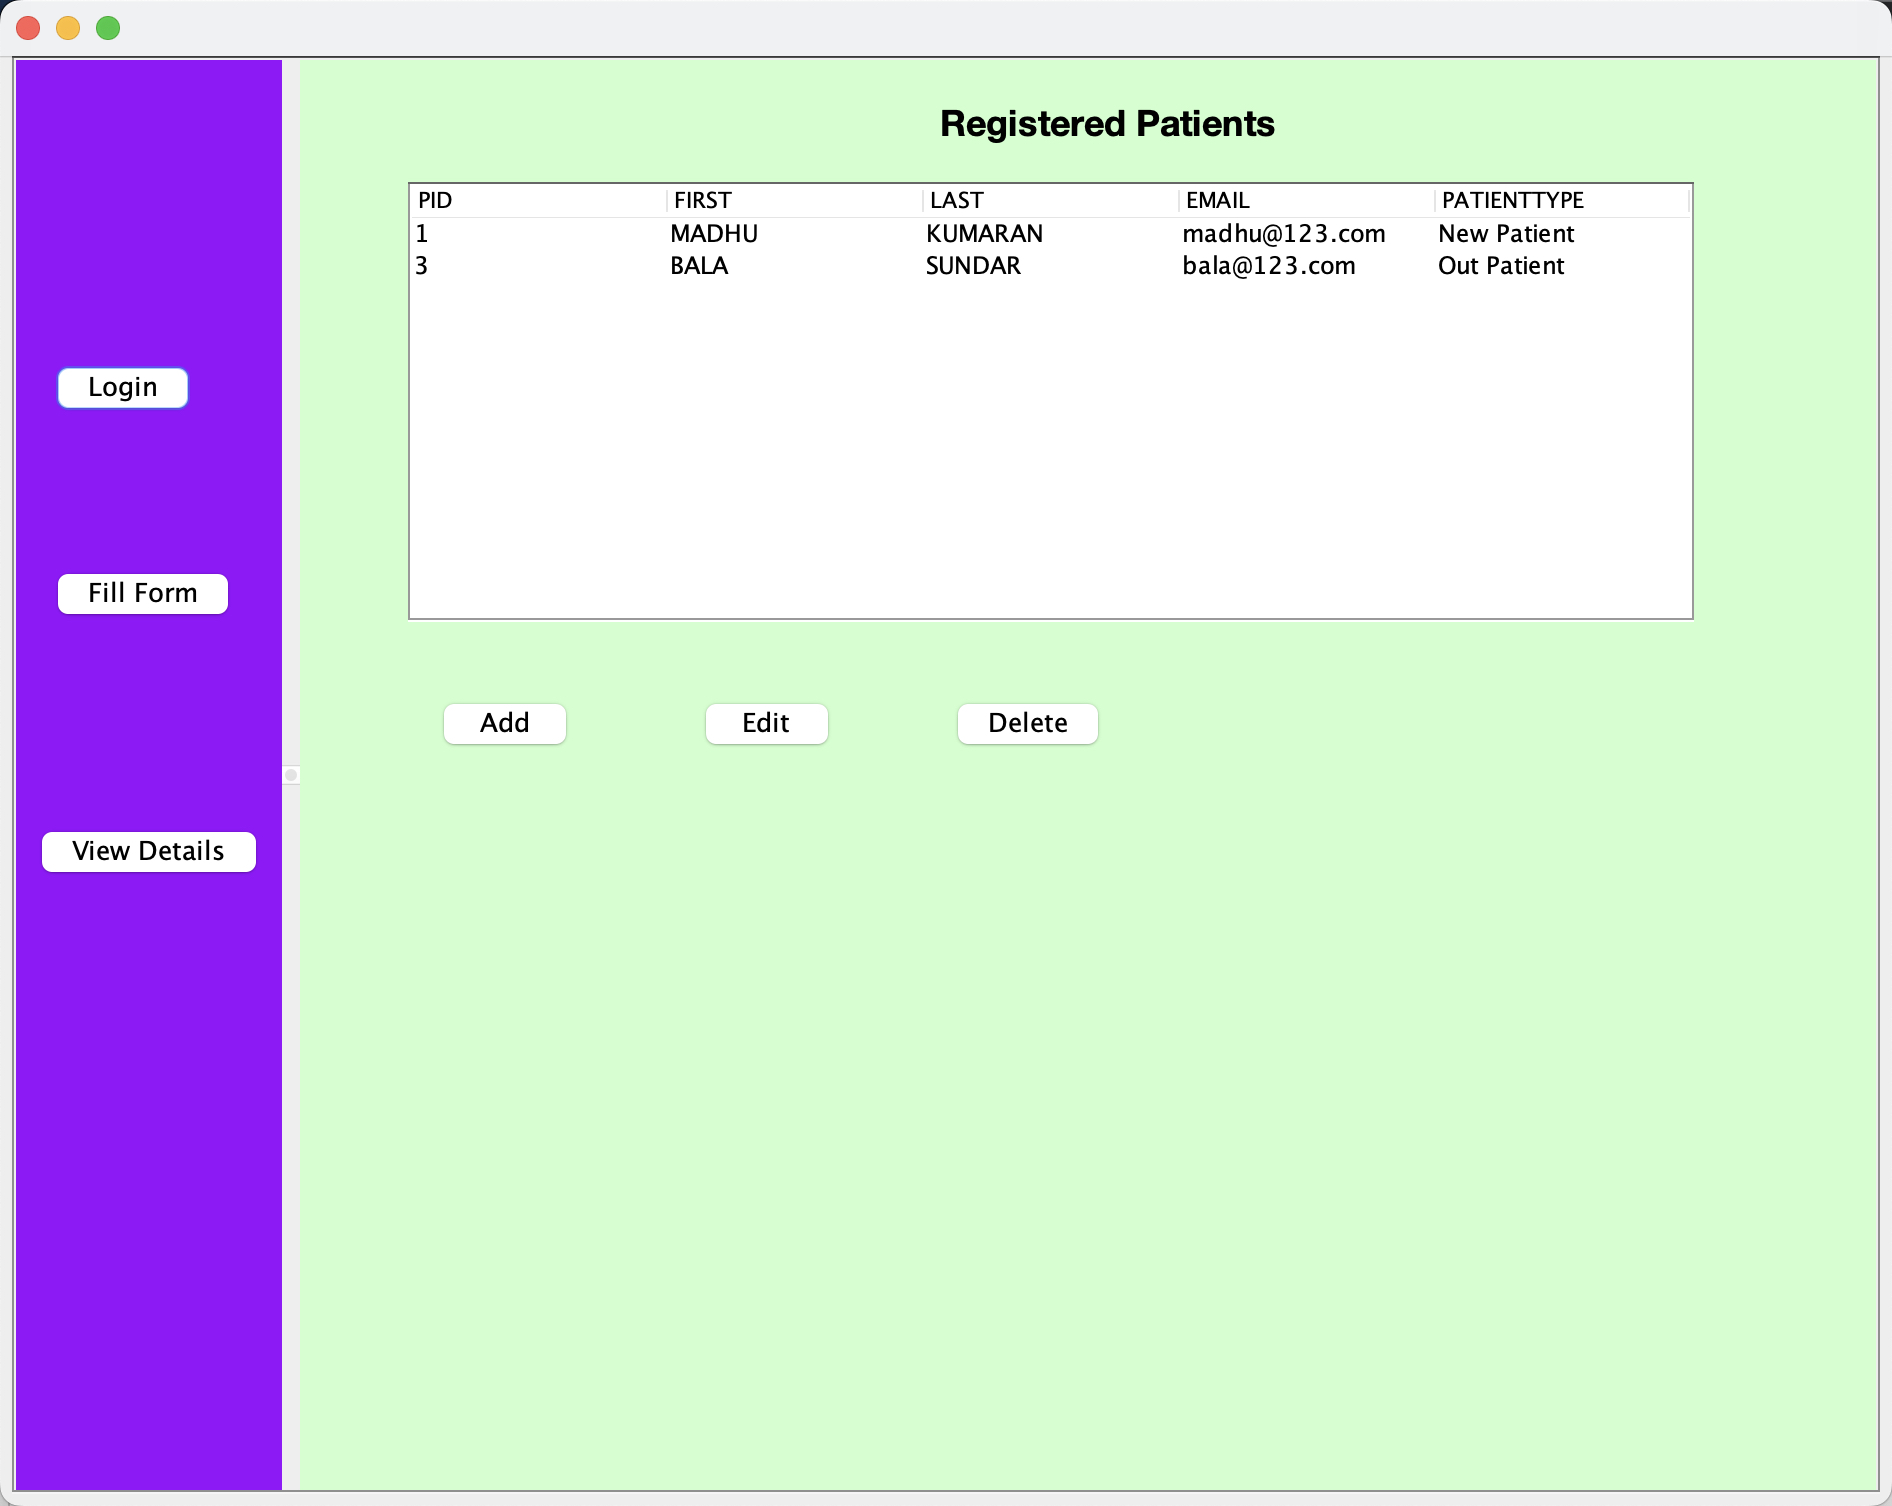 Registered Patients
PID FIRST LAST EMAIL PATIENTTYPE
1 MADHU KUMARAN madhu@123.com New Patient
3 BALA SUNDAR bala@123.com Out Patient
Login
Fill Form
Add Edit Delete
View Details